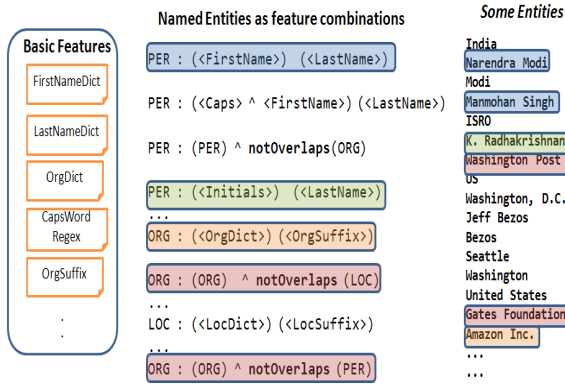 Named Entities as feature combinations
Some Entities
Basic Features
FirstNameDict
LastNameDict
OrgDict
CapsWord
Regex
OrgSuffix
.
.
PER : (<FirstName>) (<LastName>)
PER : (<Caps> ^ <FirstName>) (<LastName>)
PER : (PER) ^ notOverlaps(ORG)
PER : (<Initials>) (<LastName>)
...
ORG : (<OrgDict>) (<OrgSuffix>)
ORG : (ORG) ^ notOverlaps (LOC)
...
LOC : (<LocDict>) (<LocSuffix>)
...
ORG : (ORG) ^ notOverlaps (PER)
India
Narendra Modi
Modi
Manmohan Singh
ISRO
K. Radhakrishnan
Washington Post
US
Washington, D.C.
Jeff Bezos
Bezos
Seattle
Washington
United States
Gates Foundation
Amazon Inc.
...
...